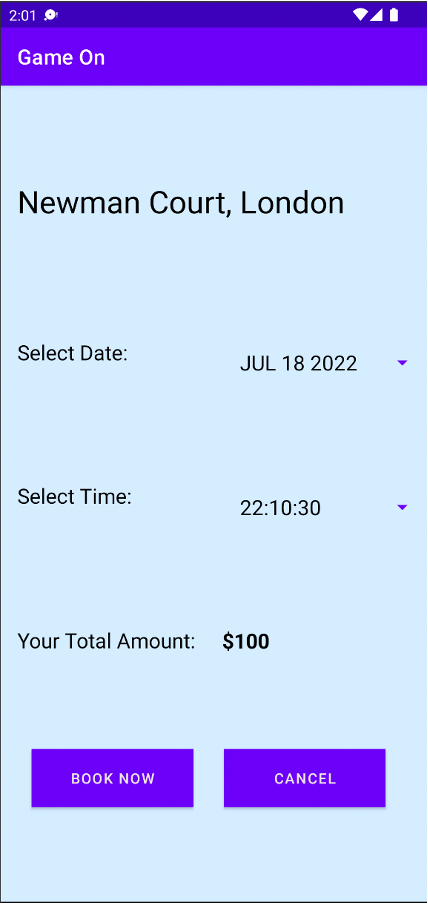 2:01
Game On
Newman Court, London
Select Date:
JUL 18 2022
Select Time:
22:10:30
Your Total Amount: $100
BOOK NOW CANCEL